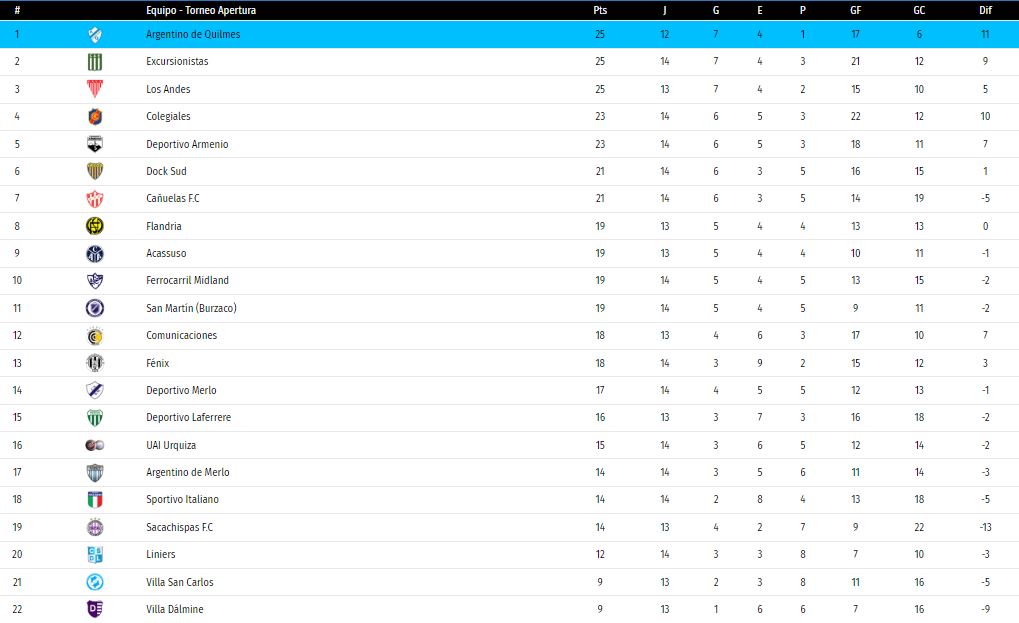 # Equipo - Torneo Apertura Pts J G E P GF GC Dif
1 Argentino de Quilmes 25 12 7 4 1 17 6 11
2 Excursionistas 25 14 7 4 3 21 12 9
3 Los Andes 25 13 7 4 2 15 10 5
4 Colegiales 23 14 6 5 3 22 12 10
5 Deportivo Armenio 23 14 6 5 3 18 11 7
6 Dock Sud 21 14 6 3 5 16 15 1
7 Cañuelas F.C 21 14 6 3 5 14 19 -5
8 Flandria 19 13 5 4 4 13 13 0
9 Acassuso 19 13 5 4 4 10 11 -1
10 Ferrocarril Midland 19 14 5 4 5 13 15 -2
11 San Martín (Burzaco) 19 14 5 4 5 9 11 -2
12 Comunicaciones 18 13 4 6 3 17 10 7
13 Fénix 18 14 3 9 2 15 12 3
14 Deportivo Merlo 17 14 4 5 5 12 13 -1
15 Deportivo Laferrere 16 13 3 7 3 16 18 -2
16 UAI Urquiza 15 14 3 6 5 12 14 -2
17 Argentino de Merlo 14 14 3 5 6 11 14 -3
18 Sportivo Italiano 14 14 2 8 4 13 18 -5
19 Sacachispas F.C 14 13 4 2 7 9 22 -13
20 Liniers 12 14 3 3 8 7 10 -3
21 Villa San Carlos 9 13 2 3 8 11 16 -5
22 Villa Dálmine 9 13 1 6 6 7 16 -9